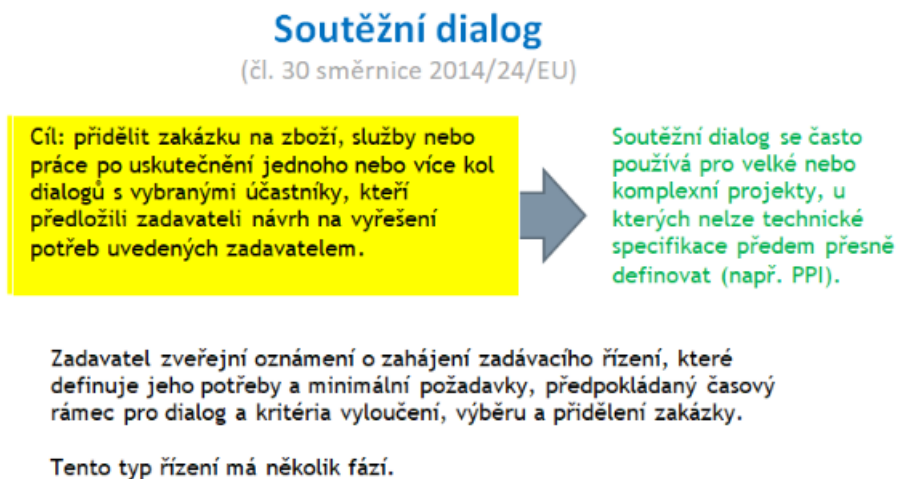 Soutěžní dialog
(čl. 30 směrnice 2014/24/EU)
Cíl: přidělit zakázku na zboží, služby nebo
práce po uskutečnění jednoho nebo více kol
dialogů s vybranými účastníky, kteří
předložili zadavateli návrh na vyřešení
potřeb uvedených zadavatelem.
Soutěžní dialog se často
používá pro velké nebo
komplexní projekty, u
kterých nelze technické
specifikace předem přesně
definovat (např. PPI).
Zadavatel zveřejní oznámení o zahájení zadávacího řízení, které
definuje jeho potřeby a minimální požadavky, předpokládaný časový
rámec pro dialog a kritéria vyloučení, výběru a přidělení zakázky.
Tento typ řízení má několik fází.